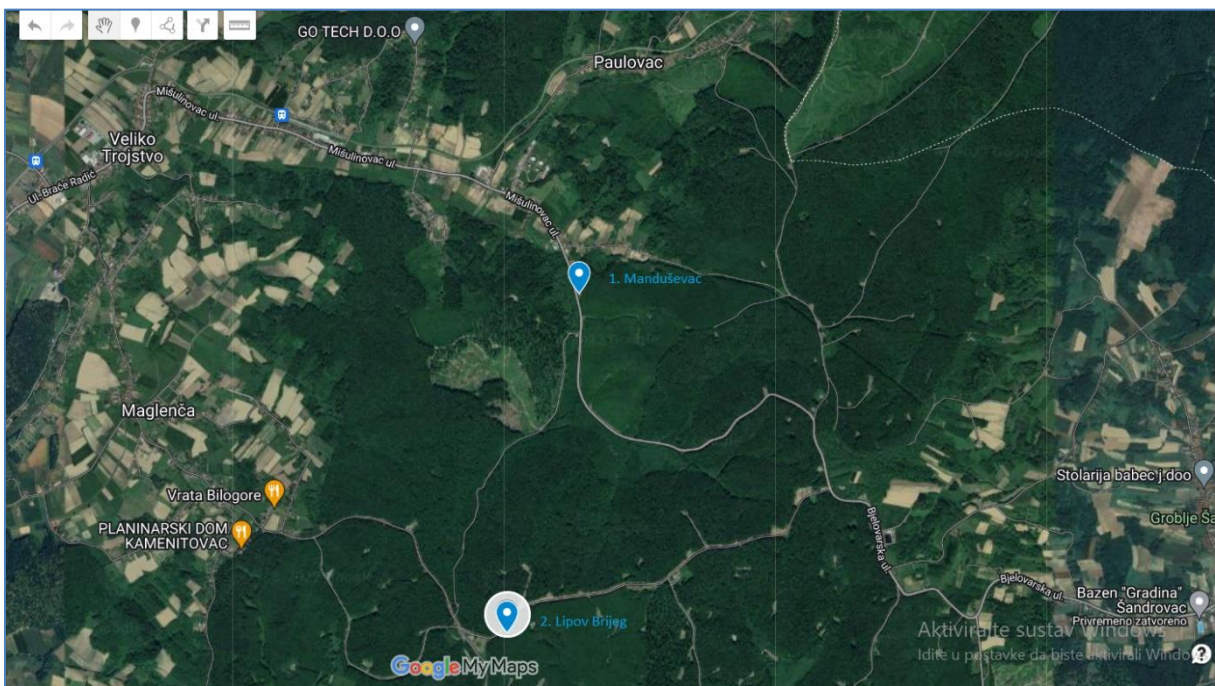 GO TECH D.O.O
Paulovac
Mišulinovac ul.
Veliko
Trojstvo
Mišulinovac ul.
Ul. Braće Radić
Mišulinovac ul.
1. Manduševac
Maglenča
Stolarija babec j.doo
Vrata Bilogore
Groblje Ša
PLANINARSKI DOM
KAMENITOVAC
Bjelovarska ul.
Bjelovarska ul.
Bazen "Gradina"
Šandrovac
Privremeno zatvoreno
2. Lipov Brijeg
Aktivirajte sustav Windows
Idite u postavke da biste aktivirali Windo
Google My Maps